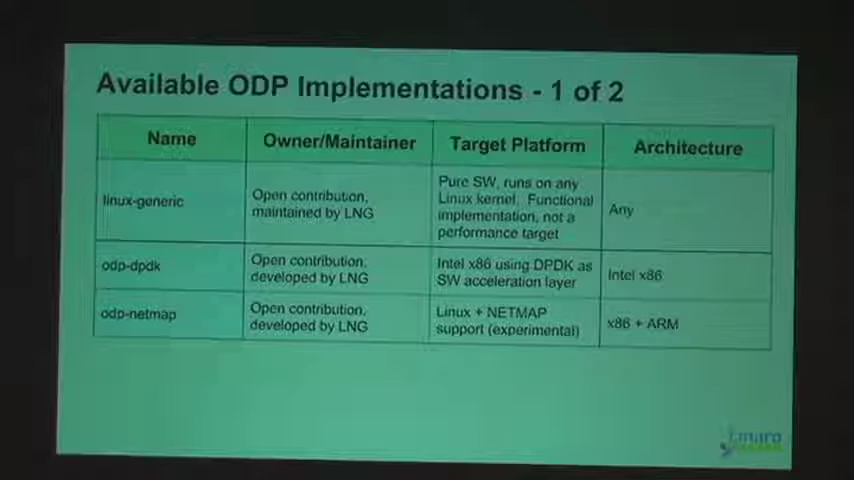 Available ODP Implementations - 1 of 2
Name Owner/Maintainer Target Platform Architecture
linux-generic
Open contribution,
maintained by LNG
Pure SW, runs on any
Linux kernel. Functional
implementation, not a
performance target
Any
odp-dpdk
Open contribution,
developed by LNG
Intel x86 using DPDK as
SW acceleration layer
Intel x86
odp-netmap
Open contribution,
developed by LNG
Linux + NETMAP
support (experimental)
x86 + ARM